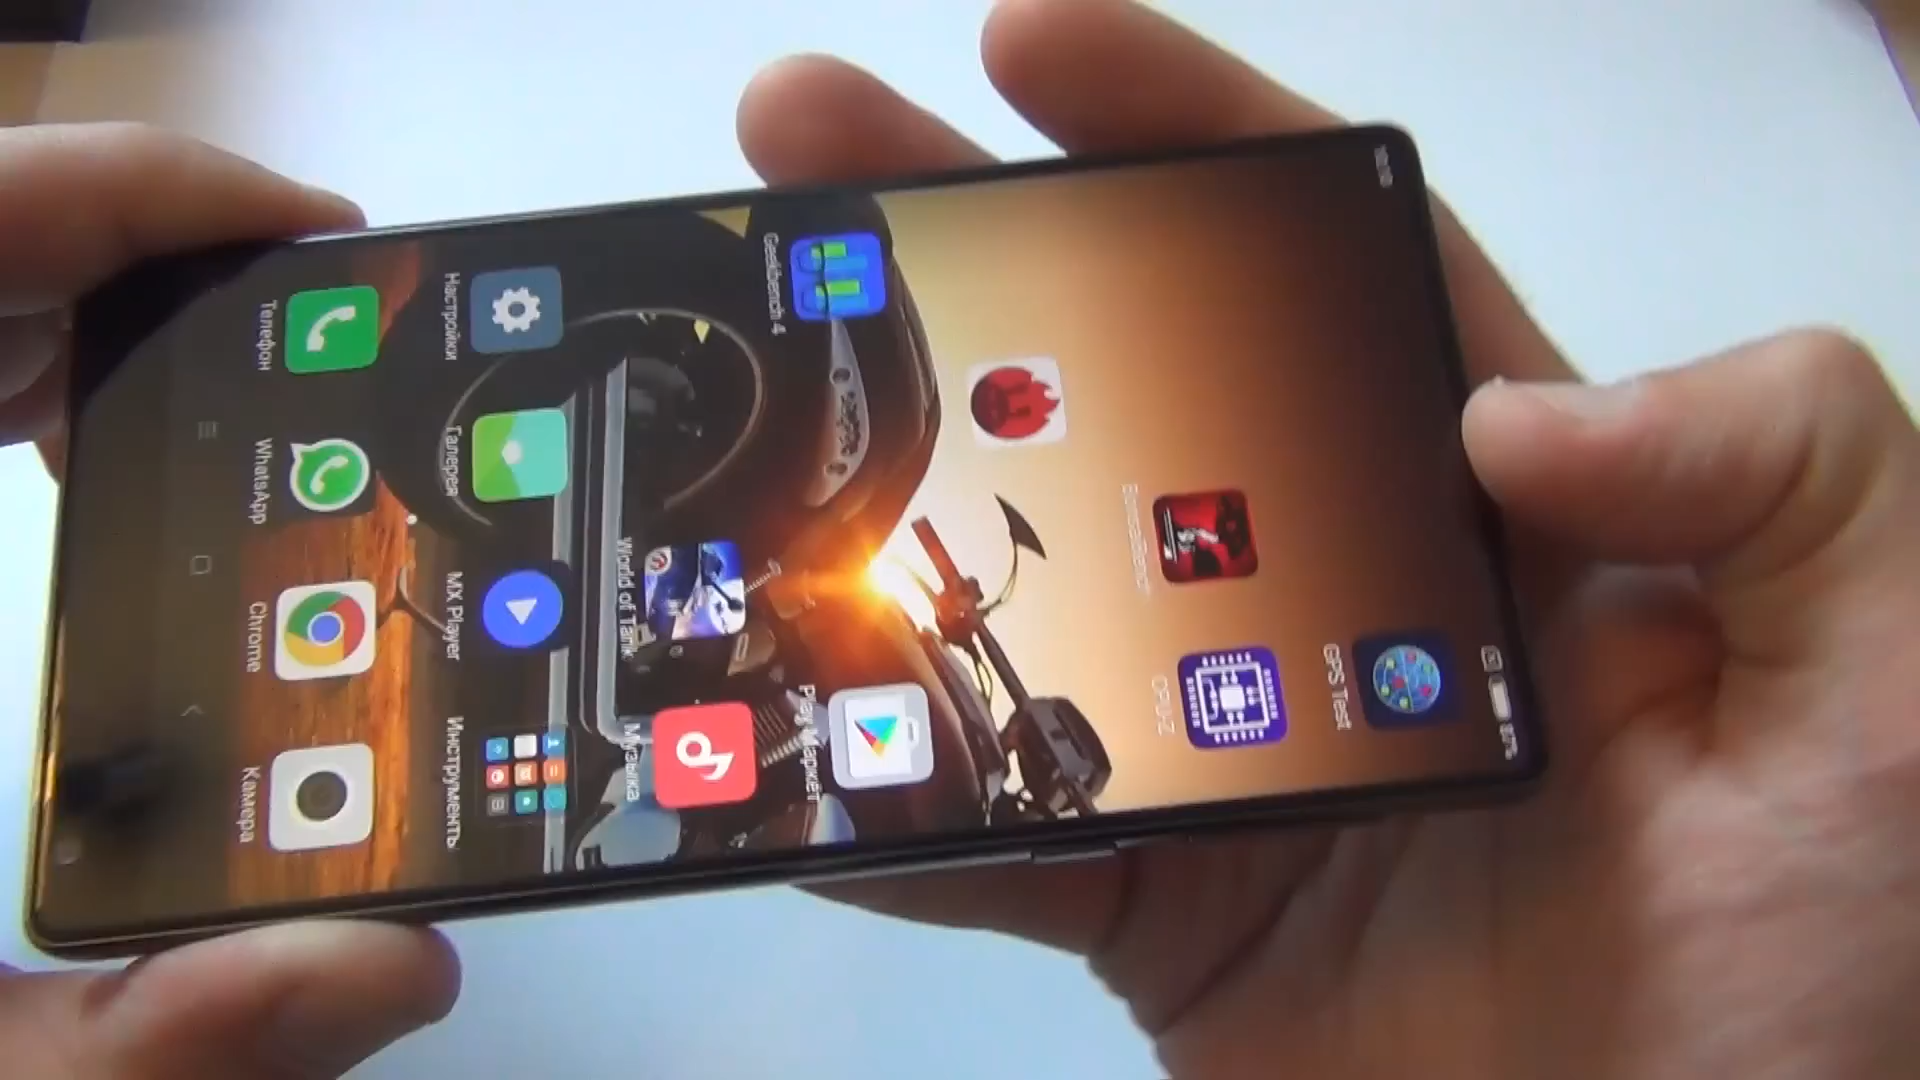 GPS Test
CPU-Z
Geekbench 4
Play Маркет
World of Tank
Музыка
Настройки
Галерея
MX Player
Инструменты
Телефон
WhatsApp
Chrome
Камера